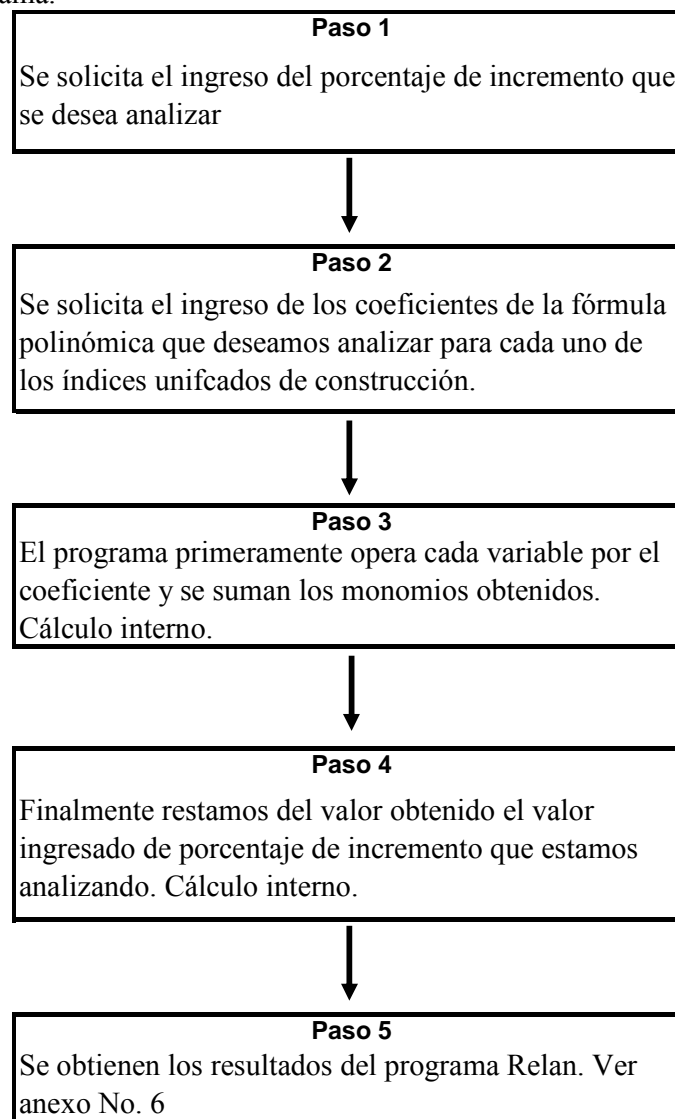 Paso 1
Se solicita el ingreso del porcentaje de incremento que
se desea analizar
Paso 2
Se solicita el ingreso de los coeficientes de la fórmula
polinómica que deseamos analizar para cada uno de
los índices unifcados de construcción.
Paso 3
El programa primeramente opera cada variable por el
coeficiente y se suman los monomios obtenidos.
Cálculo interno.
Paso 4
Finalmente restamos del valor obtenido el valor
ingresado de porcentaje de incremento que estamos
analizando. Cálculo interno.
Paso 5
Se obtienen los resultados del programa Relan. Ver
anexo No. 6